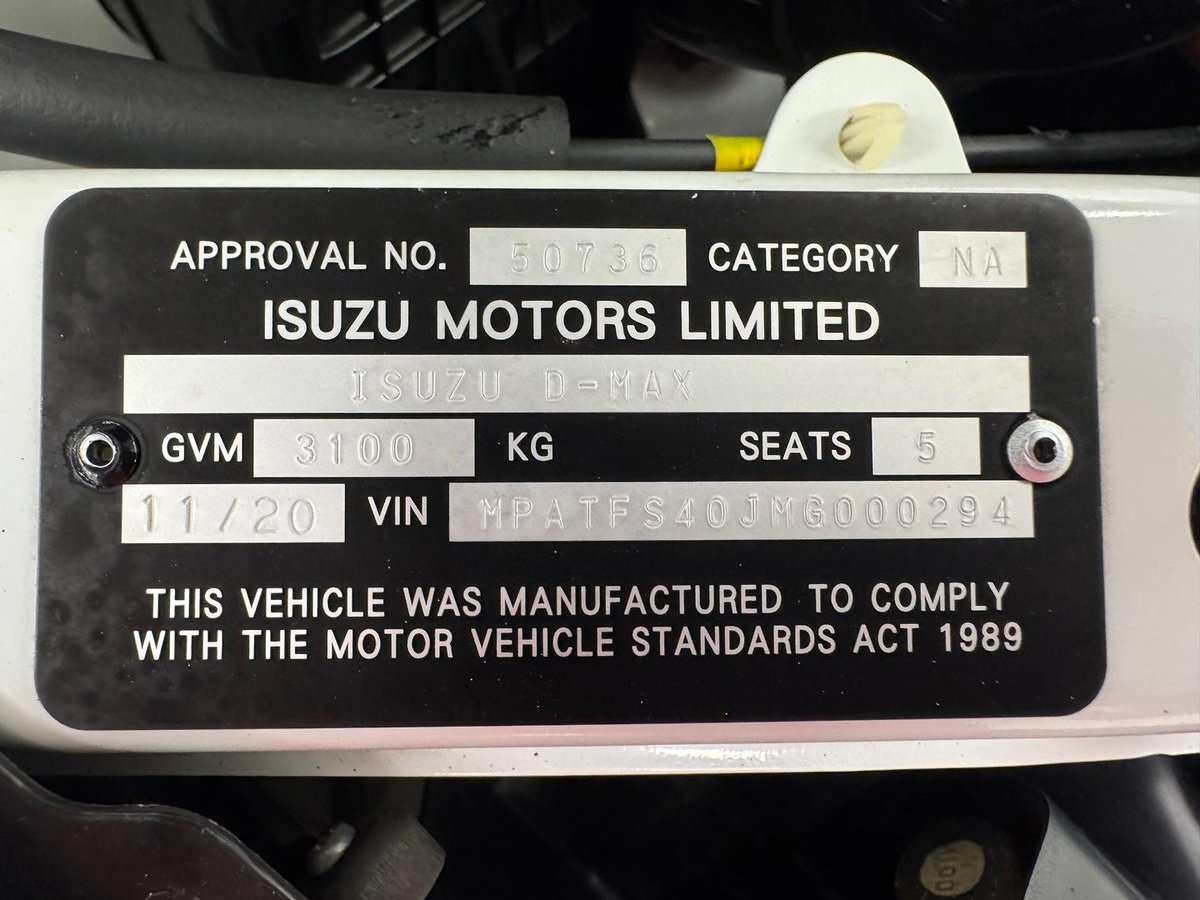 APPROVAL NO. 50736 CATEGORY NA
ISUZU MOTORS LIMITED
ISUZU D-MAX
GVM 3100 KG SEATS 5
11/20 VIN MPATFS40JMG000294
THIS VEHICLE WAS MANUFACTURED TO COMPLY
WITH THE MOTOR VEHICLE STANDARDS ACT 1989